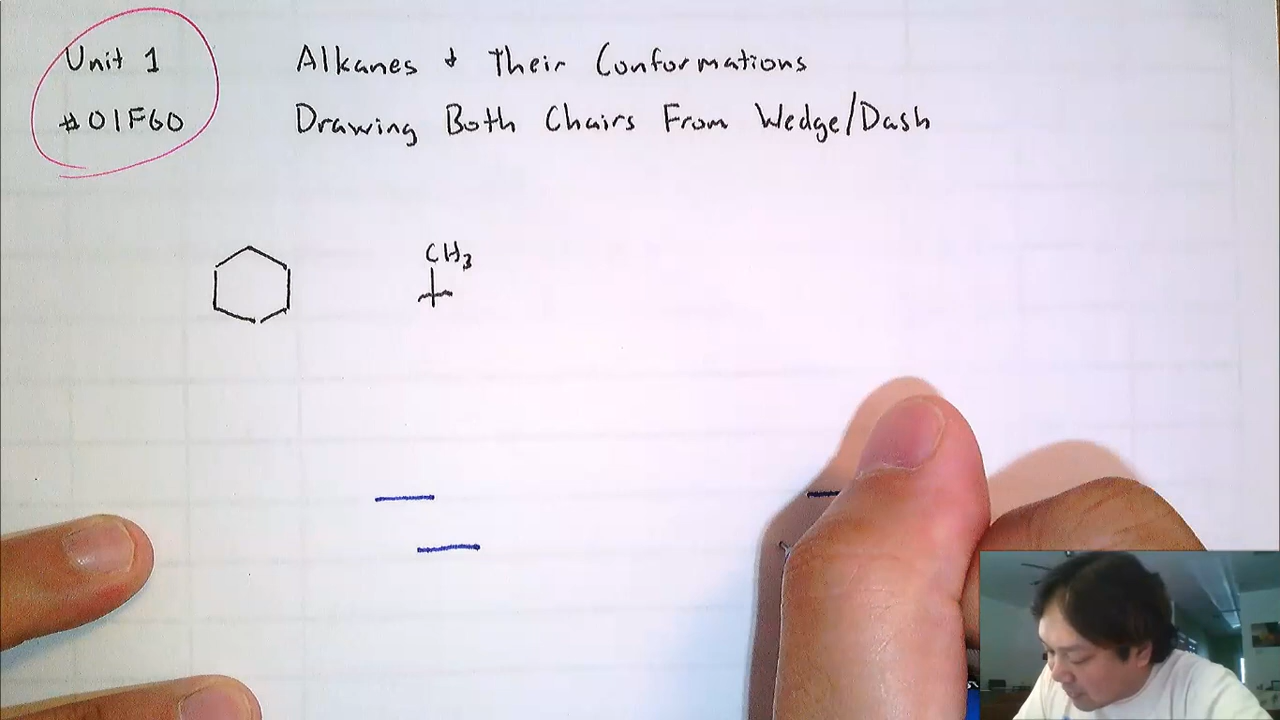 Unit 1 Alkanes & Their Conformations
#01F60 Drawing Both Chairs From Wedge/Dash
CH3